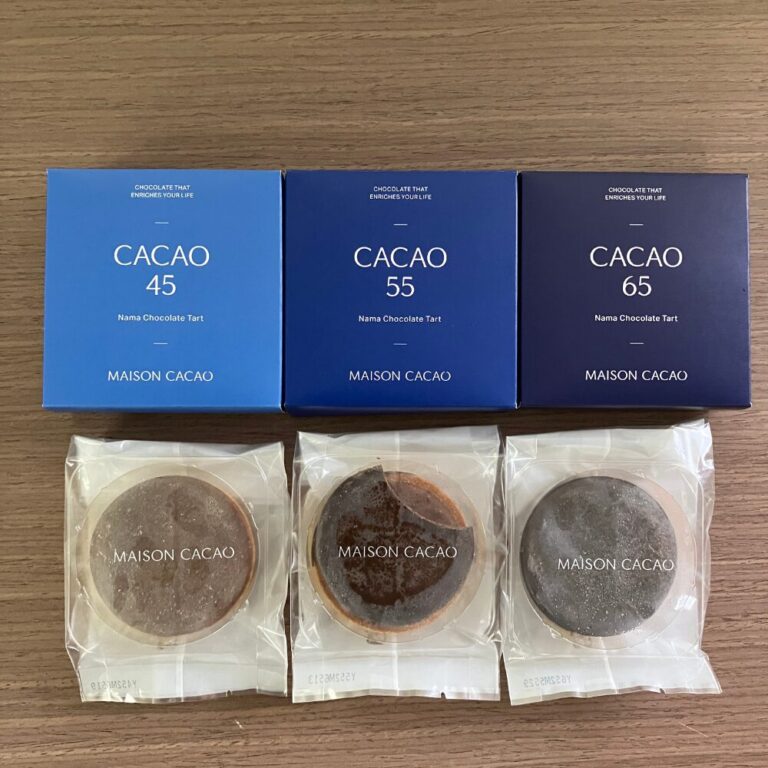 CHOCOLATE THAT
ENRICHES YOUR LIFE
CACAO
45
Nama Chocolate Tart
MAISON CACAO
CHOCOLATE THAT
ENRICHES YOUR LIFE
CACAO
55
Nama Chocolate Tart
MAISON CACAO
CHOCOLATE THAT
ENRICHES YOUR LIFE
CACAO
65
Nama Chocolate Tart
MAISON CACAO
MAISON CACAO
MAISON CACAO
MAISON CACAO